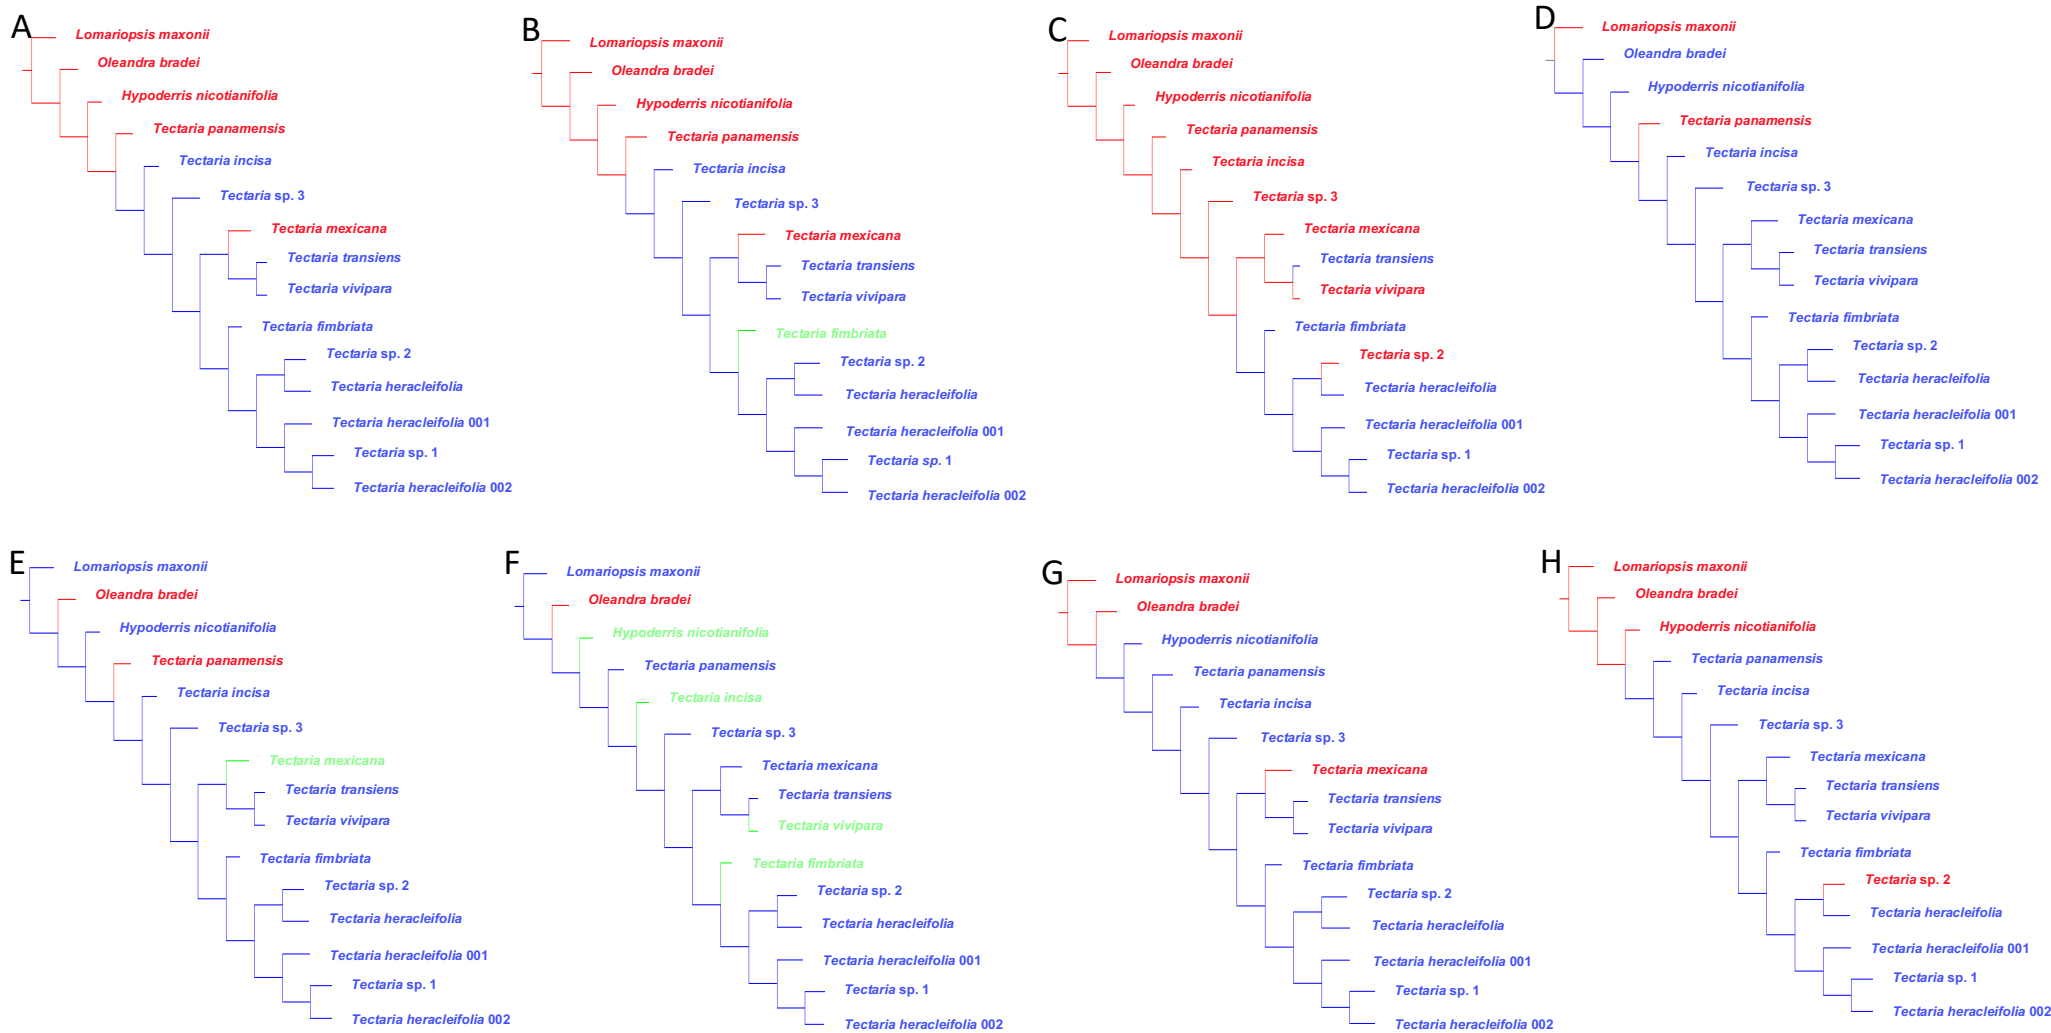 A
Lomariopsis maxonii
Oleandra bradei
Hypoderris nicotianifolia
Tectaria panamensis
Tectaria incisa
Tectaria sp. 3
Tectaria mexicana
Tectaria transiens
Tectaria vivipara
Tectaria fimbriata
Tectaria sp. 2
Tectaria heracleifolia
Tectaria heracleifolia 001
Tectaria sp. 1
Tectaria heracleifolia 002
B
Lomariopsis maxonii
Oleandra bradei
Hypoderris nicotianifolia
Tectaria panamensis
Tectaria incisa
Tectaria sp. 3
Tectaria mexicana
Tectaria transiens
Tectaria vivipara
Tectaria fimbriata
Tectaria sp. 2
Tectaria heracleifolia
Tectaria heracleifolia 001
Tectaria sp. 1
Tectaria heracleifolia 002
C
Lomariopsis maxonii
Oleandra bradei
Hypoderris nicotianifolia
Tectaria panamensis
Tectaria incisa
Tectaria sp. 3
Tectaria mexicana
Tectaria transiens
Tectaria vivipara
Tectaria fimbriata
Tectaria sp. 2
Tectaria heracleifolia
Tectaria heracleifolia 001
Tectaria sp. 1
Tectaria heracleifolia 002
D
Lomariopsis maxonii
Oleandra bradei
Hypoderris nicotianifolia
Tectaria panamensis
Tectaria incisa
Tectaria sp. 3
Tectaria mexicana
Tectaria transiens
Tectaria vivipara
Tectaria fimbriata
Tectaria sp. 2
Tectaria heracleifolia
Tectaria heracleifolia 001
Tectaria sp. 1
Tectaria heracleifolia 002
E
Lomariopsis maxonii
Oleandra bradei
Hypoderris nicotianifolia
Tectaria panamensis
Tectaria incisa
Tectaria sp. 3
Tectaria mexicana
Tectaria transiens
Tectaria vivipara
Tectaria fimbriata
Tectaria sp. 2
Tectaria heracleifolia
Tectaria heracleifolia 001
Tectaria sp. 1
Tectaria heracleifolia 002
F
Lomariopsis maxonii
Oleandra bradei
Hypoderris nicotianifolia
Tectaria panamensis
Tectaria incisa
Tectaria sp. 3
Tectaria mexicana
Tectaria transiens
Tectaria vivipara
Tectaria fimbriata
Tectaria sp. 2
Tectaria heracleifolia
Tectaria heracleifolia 001
Tectaria sp. 1
Tectaria heracleifolia 002
G
Lomariopsis maxonii
Oleandra bradei
Hypoderris nicotianifolia
Tectaria panamensis
Tectaria incisa
Tectaria sp. 3
Tectaria mexicana
Tectaria transiens
Tectaria vivipara
Tectaria fimbriata
Tectaria sp. 2
Tectaria heracleifolia
Tectaria heracleifolia 001
Tectaria sp. 1
Tectaria heracleifolia 002
H
Lomariopsis maxonii
Oleandra bradei
Hypoderris nicotianifolia
Tectaria panamensis
Tectaria incisa
Tectaria sp. 3
Tectaria mexicana
Tectaria transiens
Tectaria vivipara
Tectaria fimbriata
Tectaria sp. 2
Tectaria heracleifolia
Tectaria heracleifolia 001
Tectaria sp. 1
Tectaria heracleifolia 002